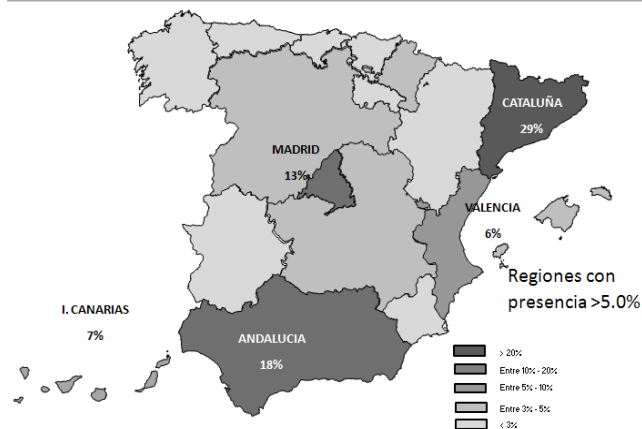 CATALUÑA
29%
MADRID
13%
VALENCIA
6%
Regiones con
presencia >5.0%
I. CANARIAS
7%
ANDALUCIA
18%
> 20%
Entre 10% - 20%
Entre 5% - 10%
Entre 3% - 5%
< 3%